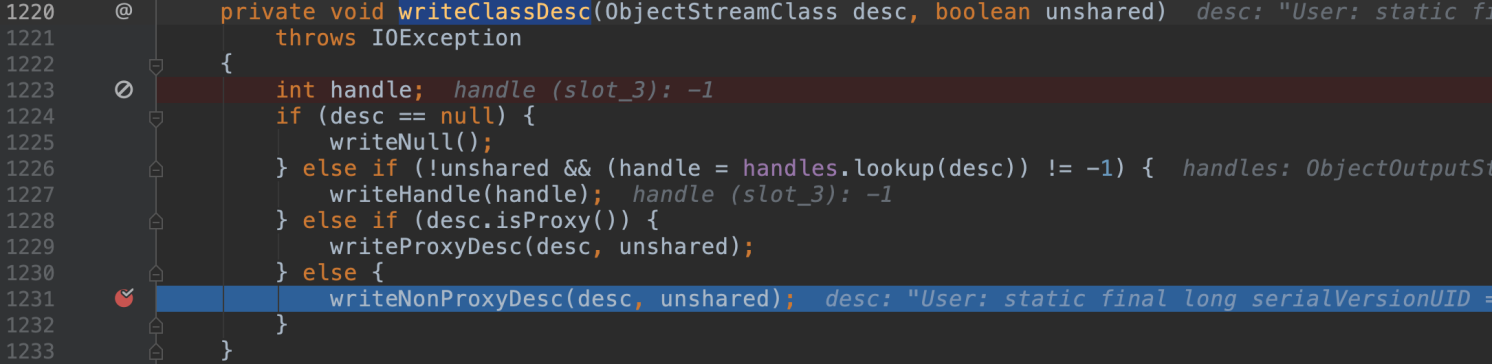 1220 @ private void writeClassDesc(ObjectStreamClass desc, boolean unshared) desc: "User: static
1221 throws IOException
1222 {
1223 int handle; handle (slot_3): -1
1224 if (desc == null) {
1225 writeNull();
1226 } else if (!unshared && (handle = handles.lookup(desc)) != -1) { handles:
1227 writeHandle(handle); handle (slot_3): -1
1228 } else if (desc.isProxy()) {
1229 writeProxyDesc(desc, unshared);
1230 } else {
1231 writeNonProxyDesc(desc, unshared); desc: "User: static final long serialVersionUID =
1232 }
1233 }